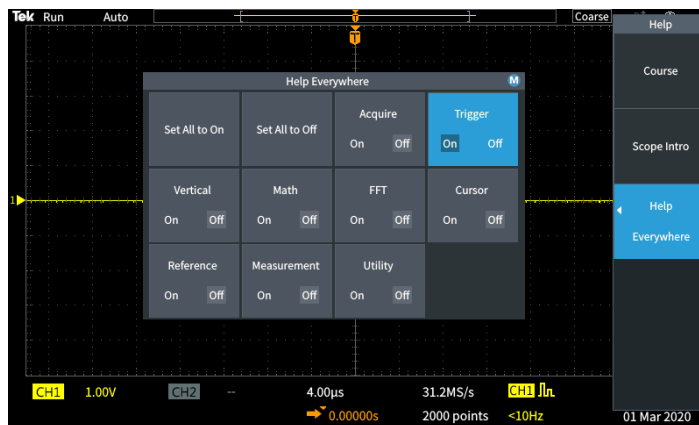 Tek Run Auto T Coarse
T
Help
Course
Scope Intro
Help
Everywhere
Help Everywhere M
Set All to On
Set All to Off
Acquire
On Off
Trigger
On Off
Vertical
On Off
Math
On Off
FFT
On Off
Cursor
On Off
Reference
On Off
Measurement
On Off
Utility
On Off
1
CH1 1.00V CH2 -- 4.00µs 31.2MS/s CH1
0.00000s 2000 points <10Hz 01 Mar 2020